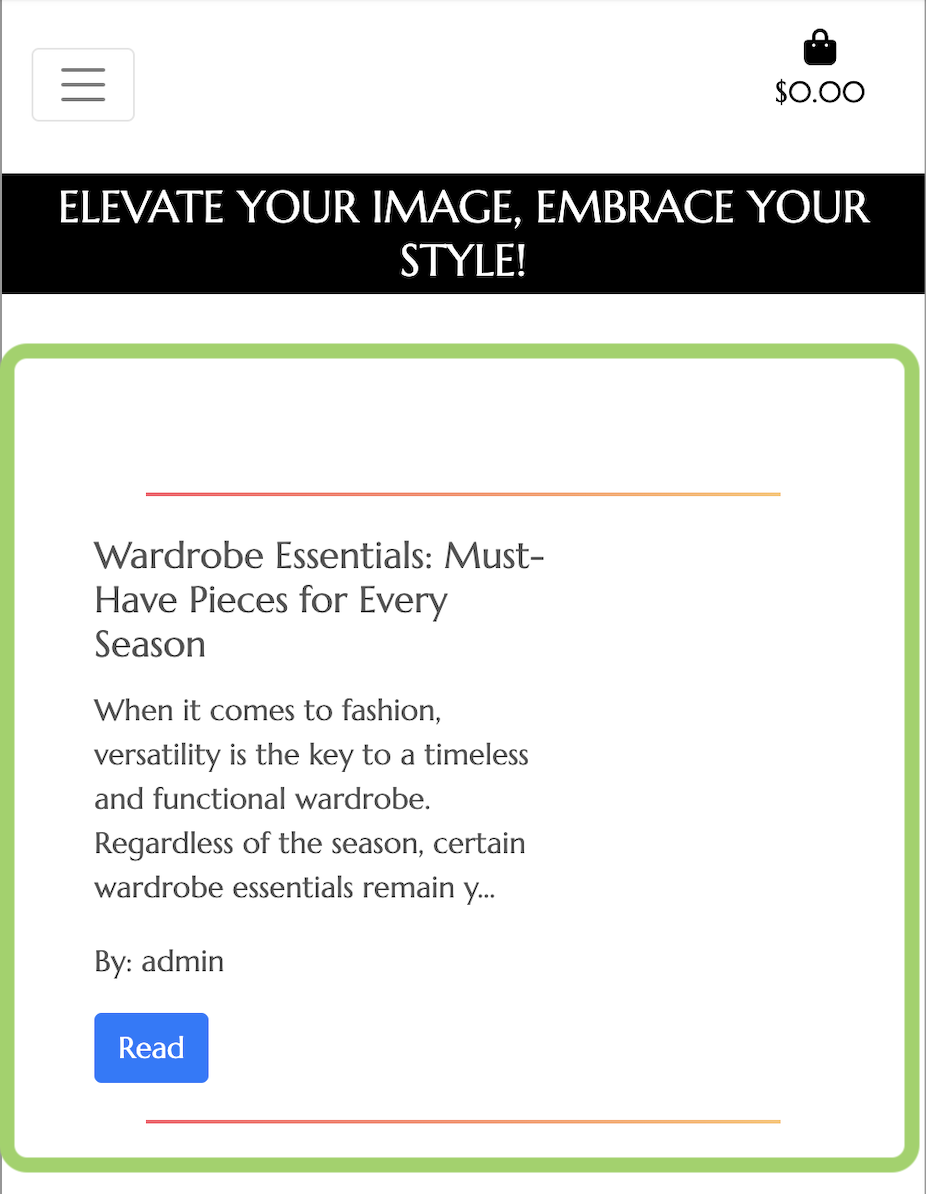 $0.00
ELEVATE YOUR IMAGE, EMBRACE YOUR
STYLE!
Wardrobe Essentials: Must-
Have Pieces for Every
Season
When it comes to fashion,
versatility is the key to a timeless
and functional wardrobe.
Regardless of the season, certain
wardrobe essentials remain y...
By: admin
Read